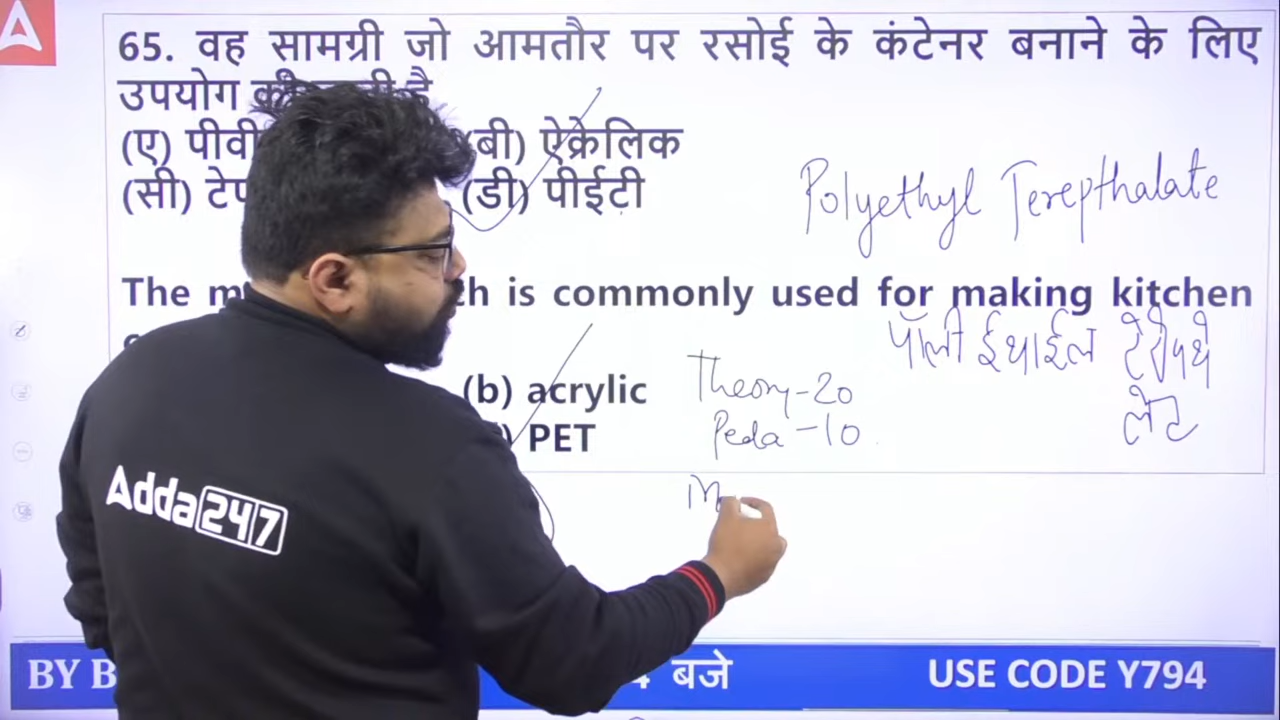 A
65. वह सामग्री जो आमतौर पर रसोई के कंटेनर बनाने के लिए
उपयोग है
(ए) पीवी (बी) ऐक्रेलिक
(सी) (डी) पीईटी
Polyethyl Terepthalate
The is commonly used for making kitchen
पॉली ईथाईल टेरीपथे
लेट
(b) acrylic
PET
Theory-20
Peda-10
Adda247
BY बजे USE CODE Y794